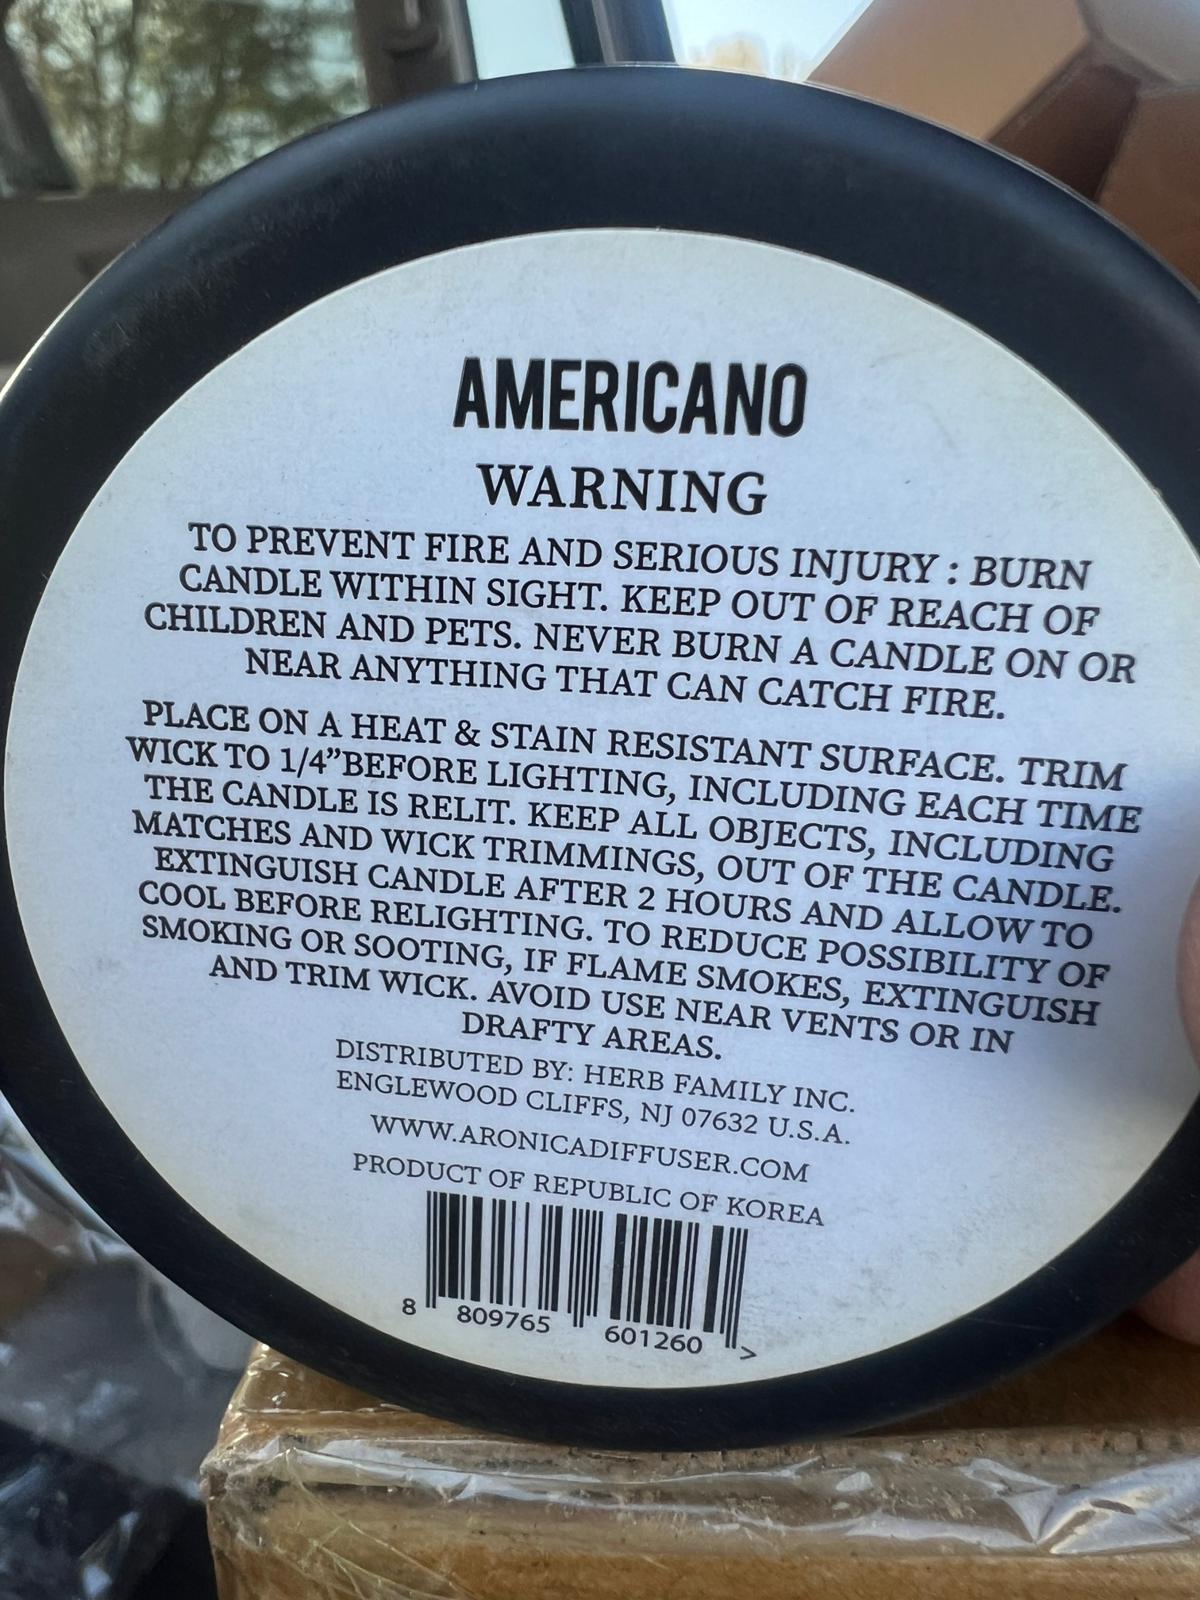 AMERICANO
WARNING
TO PREVENT FIRE AND SERIOUS INJURY : BURN
CANDLE WITHIN SIGHT. KEEP OUT OF REACH OF
CHILDREN AND PETS. NEVER BURN A CANDLE ON OR
NEAR ANYTHING THAT CAN CATCH FIRE.
PLACE ON A HEAT & STAIN RESISTANT SURFACE. TRIM
WICK TO 1/4”BEFORE LIGHTING, INCLUDING EACH TIME
THE CANDLE IS RELIT. KEEP ALL OBJECTS, INCLUDING
MATCHES AND WICK TRIMMINGS, OUT OF THE CANDLE.
EXTINGUISH CANDLE AFTER 2 HOURS AND ALLOW TO
COOL BEFORE RELIGHTING. TO REDUCE POSSIBILITY OF
SMOKING OR SOOTING, IF FLAME SMOKES, EXTINGUISH
AND TRIM WICK. AVOID USE NEAR VENTS OR IN
DRAFTY AREAS.
DISTRIBUTED BY: HERB FAMILY INC.
ENGLEWOOD CLIFFS, NJ 07632 U.S.A.
WWW.ARONICADIFFUSER.COM
PRODUCT OF REPUBLIC OF KOREA
8 809765 601260 >